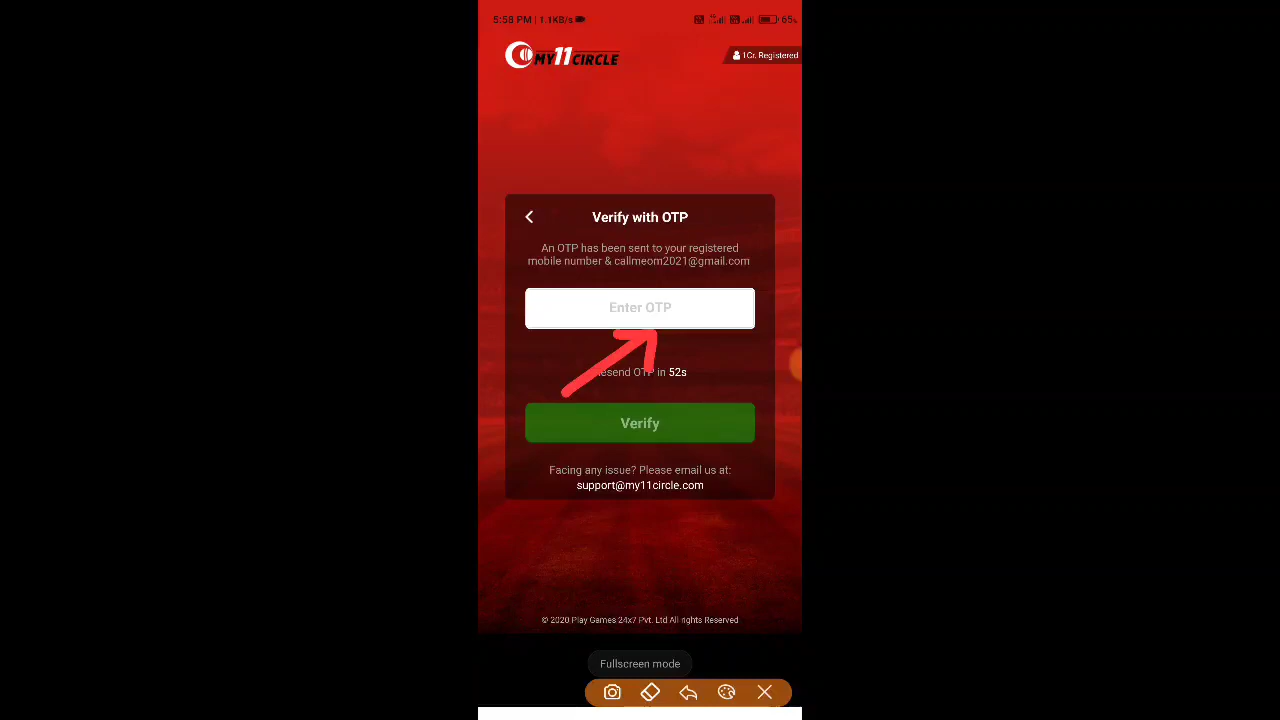 5:58 PM | 1.1KB/s
65%
MY11CIRCLE
1Cr. Registered
Verify with OTP
An OTP has been sent to your registered
mobile number & callmeom2021@gmail.com
Enter OTP
Resend OTP in 52s
Verify
Facing any issue? Please email us at:
support@my11circle.com
© 2020 Play Games 24x7 Pvt. Ltd All rights Reserved
Fullscreen mode